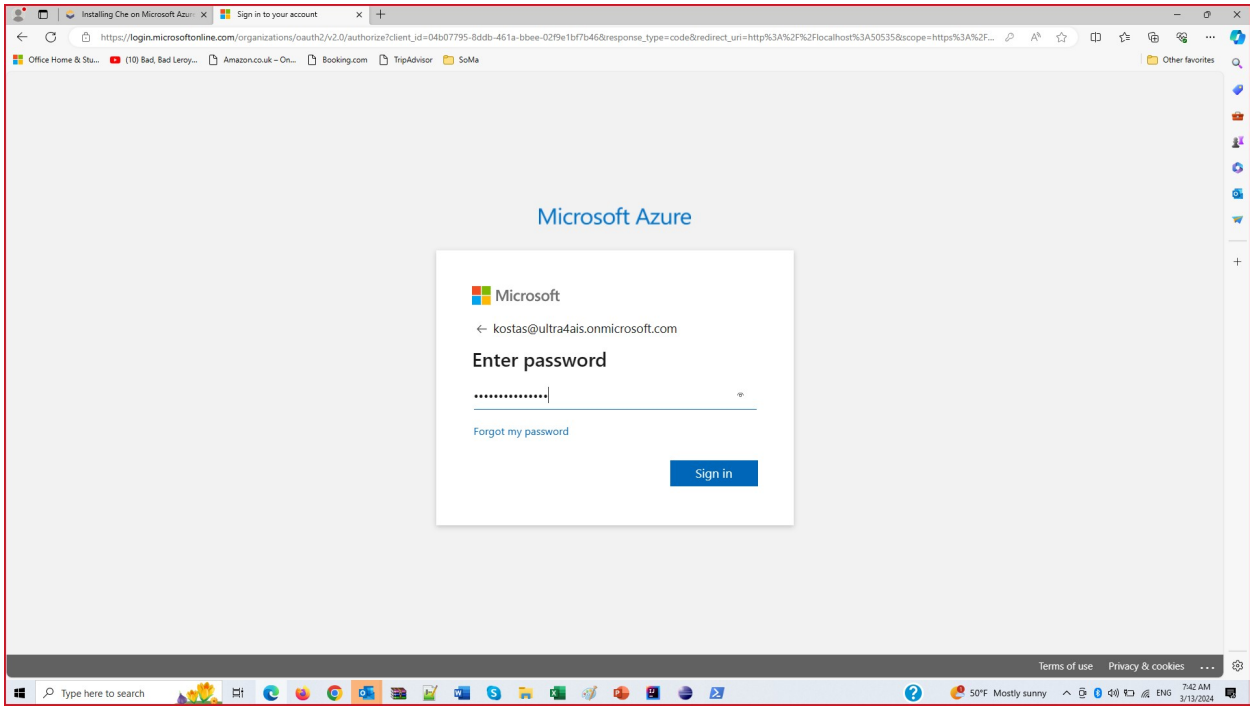 Installing Che on Microsoft Azur
Sign in to your account
https://login.microsoftonline.com/organizations/oauth2/v2.0/authorize?client_id=04b07795-8ddb-461a-bbee-02f9e1bf7b46&response_type=code&redirect_uri=http%3A%2F%2Flocalhost%3A50535&scope=https%3A%2F...
Office Home & Stu... (10) Bad, Bad Leroy... Amazon.co.uk – On... Booking.com TripAdvisor SoMa Other favorites
Microsoft Azure
Microsoft
kostas@ultra4ais.onmicrosoft.com
Enter password
•••••••••••••••
Forgot my password
Sign in
Terms of use Privacy & cookies ...
Type here to search
50°F Mostly sunny
ENG
7:42 AM
3/13/2024